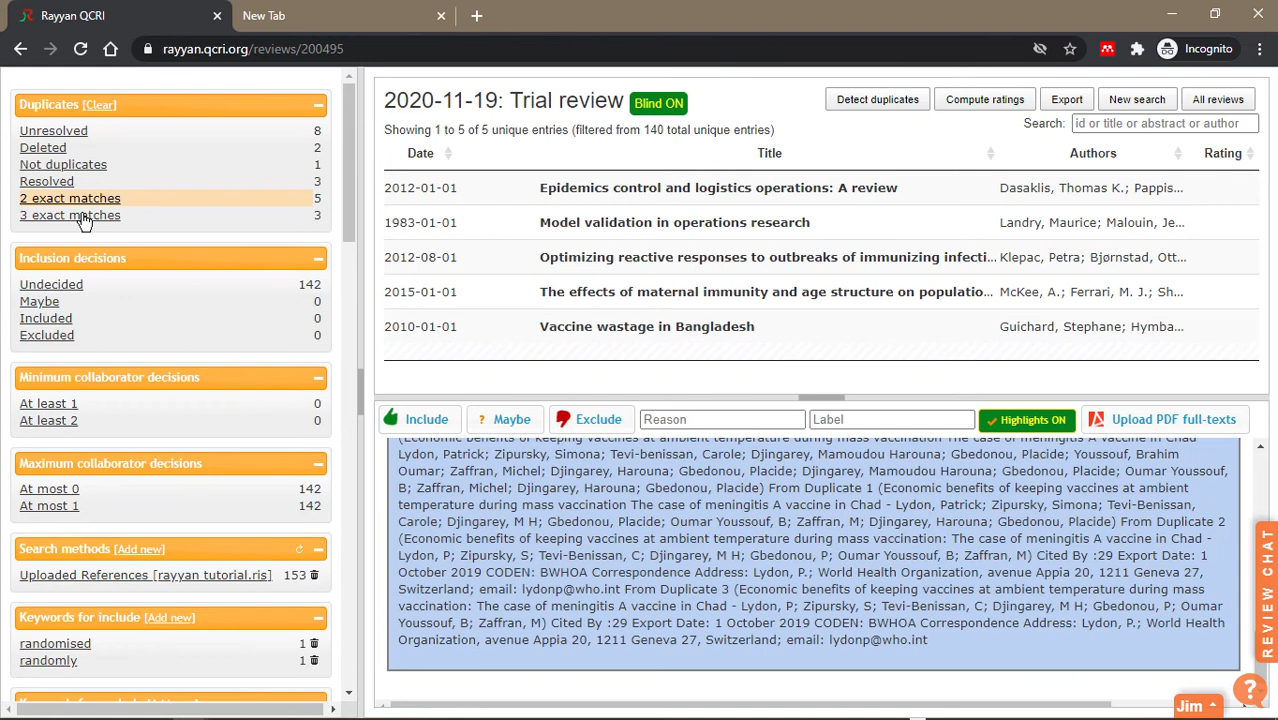 Rayyan QCRI
New Tab
rayyan.qcri.org/reviews/200495
Incognito
Duplicates [Clear]
Unresolved 8
Deleted 2
Not duplicates 1
Resolved 3
2 exact matches 5
3 exact matches 3
Inclusion decisions
Undecided 142
Maybe 0
Included 0
Excluded 0
Minimum collaborator decisions
At least 1 0
At least 2 0
Maximum collaborator decisions
At most 0 142
At most 1 142
Search methods [Add new]
Uploaded References [rayyan tutorial.ris] 153
Keywords for include [Add new]
randomised 1
randomly 1
2020-11-19: Trial review Blind ON
Detect duplicates Compute ratings Export New search All reviews
Showing 1 to 5 of 5 unique entries (filtered from 140 total unique entries)
Search: id or title or abstract or author
Date Title Authors Rating
2012-01-01 Epidemics control and logistics operations: A review Dasaklis, Thomas K.; Pappis...
1983-01-01 Model validation in operations research Landry, Maurice; Malouin, Je...
2012-08-01 Optimizing reactive responses to outbreaks of immunizing infecti... Klepac, Petra; Bjørnstad, Ott...
2015-01-01 The effects of maternal immunity and age structure on populatio... McKee, A.; Ferrari, M. J.; Sh...
2010-01-01 Vaccine wastage in Bangladesh Guichard, Stephane; Hymba...
Include ? Maybe Exclude Reason Label Highlights ON Upload PDF full-texts
(Economic benefits of keeping vaccines at ambient temperature during mass vaccination The case of meningitis A vaccine in Chad
Lydon, Patrick; Zipursky, Simona; Tevi-benissan, Carole; Djingarey, Mamoudou Harouna; Gbedonou, Placide; Youssouf, Brahim
Oumar; Zaffran, Michel; Djingarey, Harouna; Gbedonou, Placide; Djingarey, Mamoudou Harouna; Gbedonou, Placide; Oumar Youssouf,
B; Zaffran, Michel; Djingarey, Harouna; Gbedonou, Placide) From Duplicate 1 (Economic benefits of keeping vaccines at ambient
temperature during mass vaccination The case of meningitis A vaccine in Chad - Lydon, Patrick; Zipursky, Simona; Tevi-Benissan,
Carole; Djingarey, M H; Gbedonou, Placide; Oumar Youssouf, B; Zaffran, M; Djingarey, Harouna; Gbedonou, Placide) From Duplicate 2
(Economic benefits of keeping vaccines at ambient temperature during mass vaccination: The case of meningitis A vaccine in Chad -
Lydon, P; Zipursky, S; Tevi-Benissan, C; Djingarey, M H; Gbedonou, P; Oumar Youssouf, B; Zaffran, M) Cited By :29 Export Date: 1
October 2019 CODEN: BWHOA Correspondence Address: Lydon, P.; World Health Organization, avenue Appia 20, 1211 Geneva 27,
Switzerland; email: lydonp@who.int From Duplicate 3 (Economic benefits of keeping vaccines at ambient temperature during mass
vaccination: The case of meningitis A vaccine in Chad - Lydon, P; Zipursky, S; Tevi-Benissan, C; Djingarey, M H; Gbedonou, P; Oumar
Youssouf, B; Zaffran, M) Cited By :29 Export Date: 1 October 2019 CODEN: BWHOA Correspondence Address: Lydon, P.; World Health
Organization, avenue Appia 20, 1211 Geneva 27, Switzerland; email: lydonp@who.int
REVIEW CHAT
?
Jim